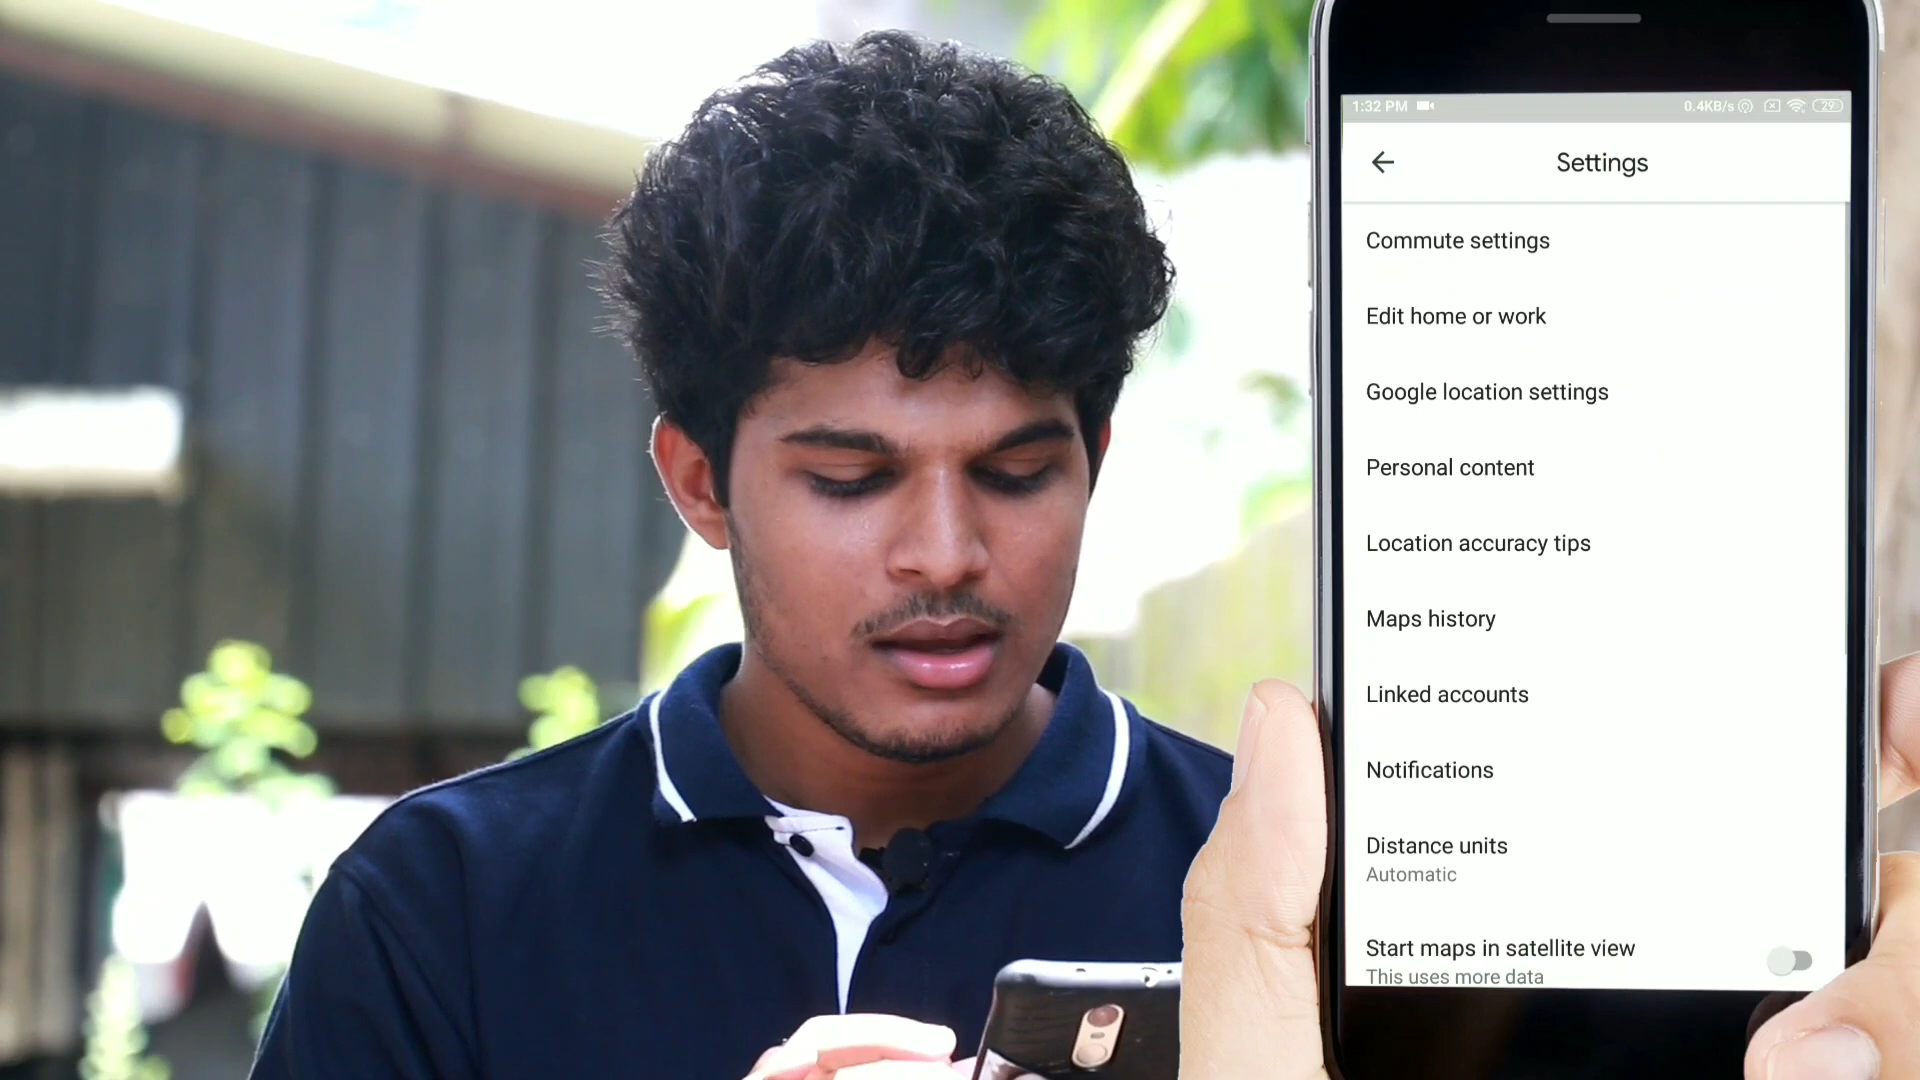 1:32 PM 0.4KB/s 29
Settings
Commute settings
Edit home or work
Google location settings
Personal content
Location accuracy tips
Maps history
Linked accounts
Notifications
Distance units
Automatic
Start maps in satellite view
This uses more data